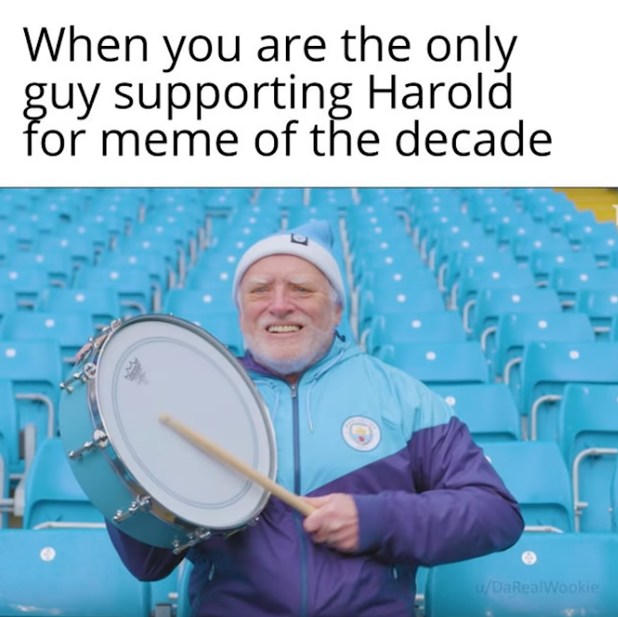 When you are the only
guy supporting Harold
for meme of the decade
u/DaRealWookie